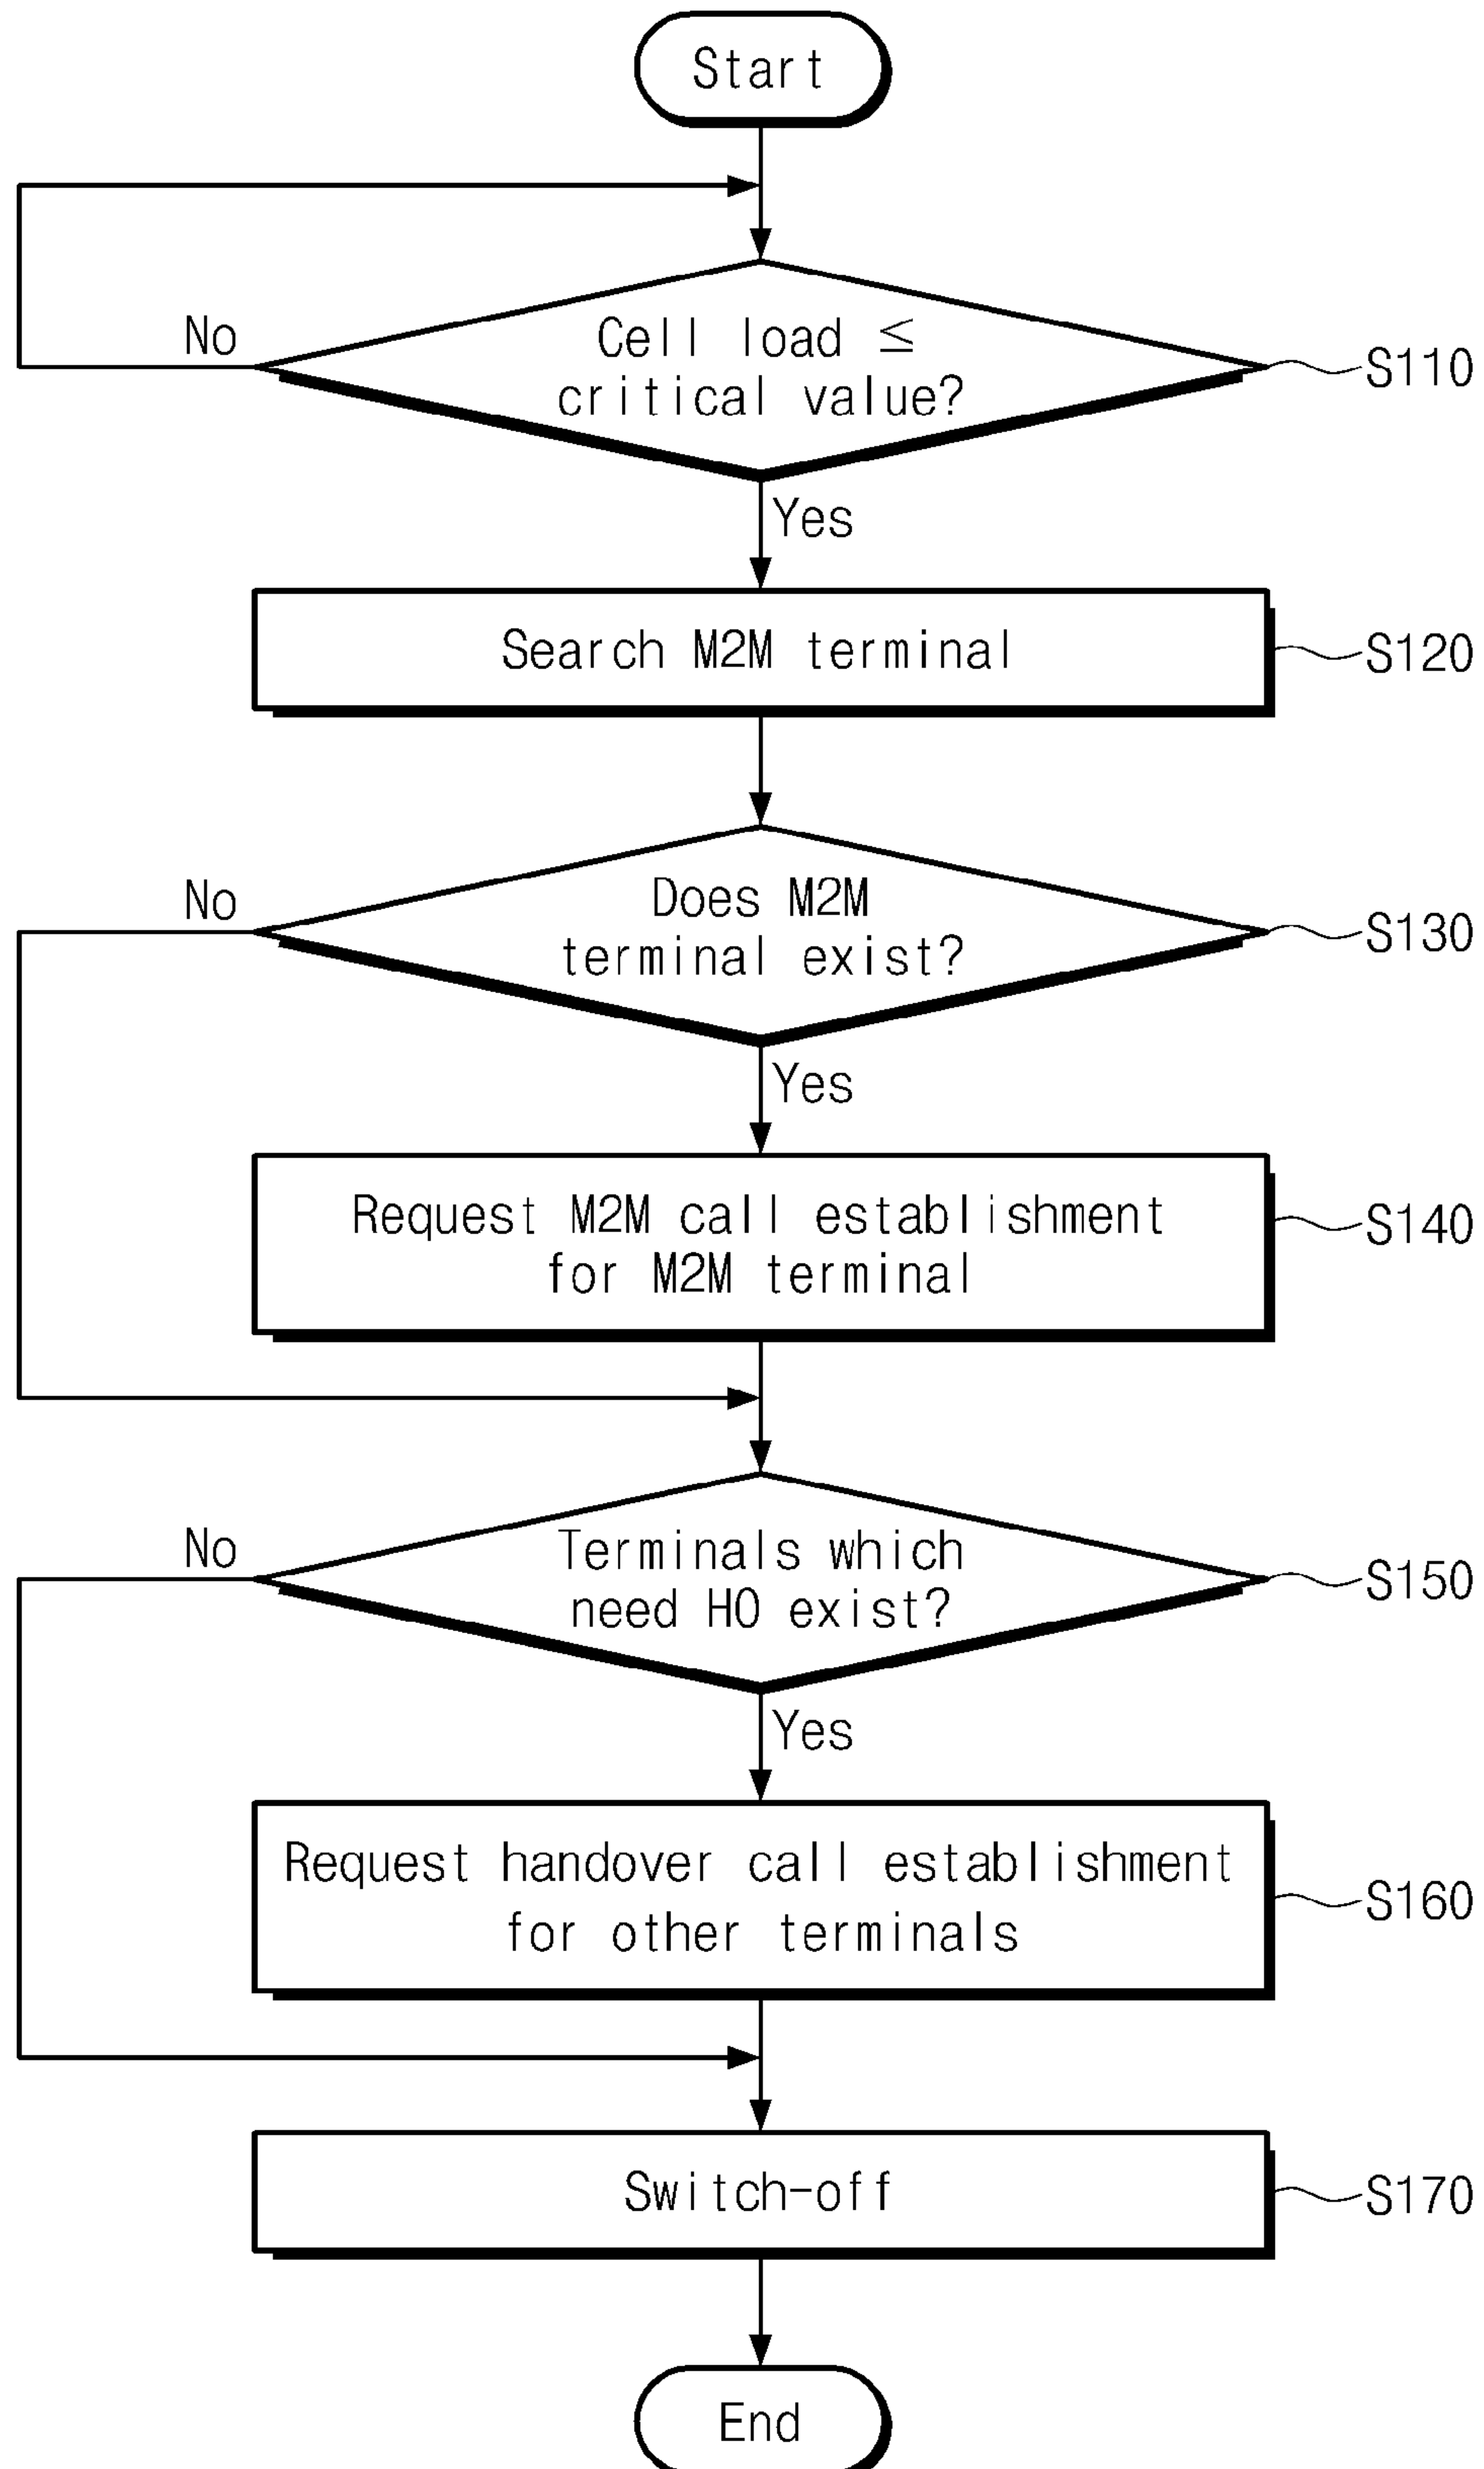 Start
No
Cell load ≤
critical value?
S110
Yes
Search M2M terminal
S120
No
Does M2M
terminal exist?
S130
Yes
Request M2M call establishment
for M2M terminal
S140
No
Terminals which
need HO exist?
S150
Yes
Request handover call establishment
for other terminals
S160
Switch-off
S170
End